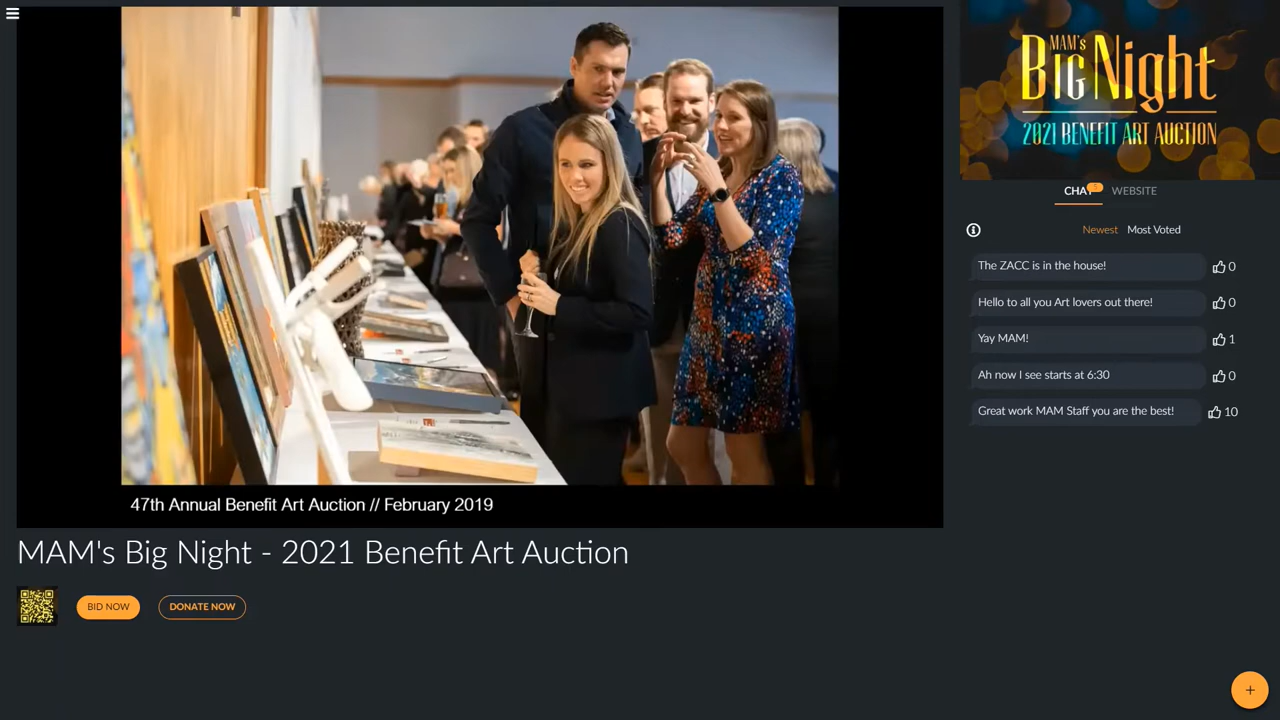 MAM's
Big Night
2021 BENEFIT ART AUCTION
CHAT
WEBSITE
Newest Most Voted
The ZACC is in the house! 0
Hello to all you Art lovers out there! 0
Yay MAM! 1
Ah now I see starts at 6:30 0
Great work MAM Staff you are the best! 10
47th Annual Benefit Art Auction // February 2019
MAM's Big Night - 2021 Benefit Art Auction
BID NOW
DONATE NOW
+